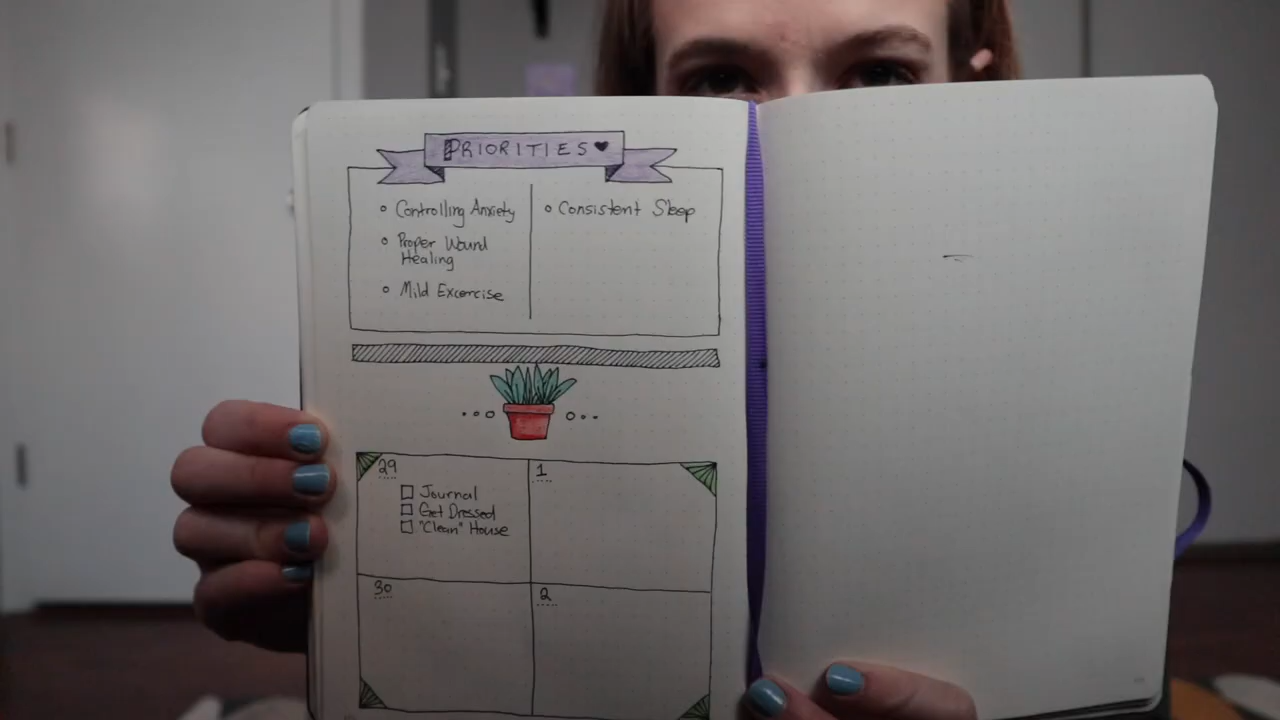 PRIORITIES♥
Controlling Anxiety
Proper Wound
Healing
Mild Excercise
Consistent Sleep
29
Journal
Get Dressed
"Clean" House
1
30
2